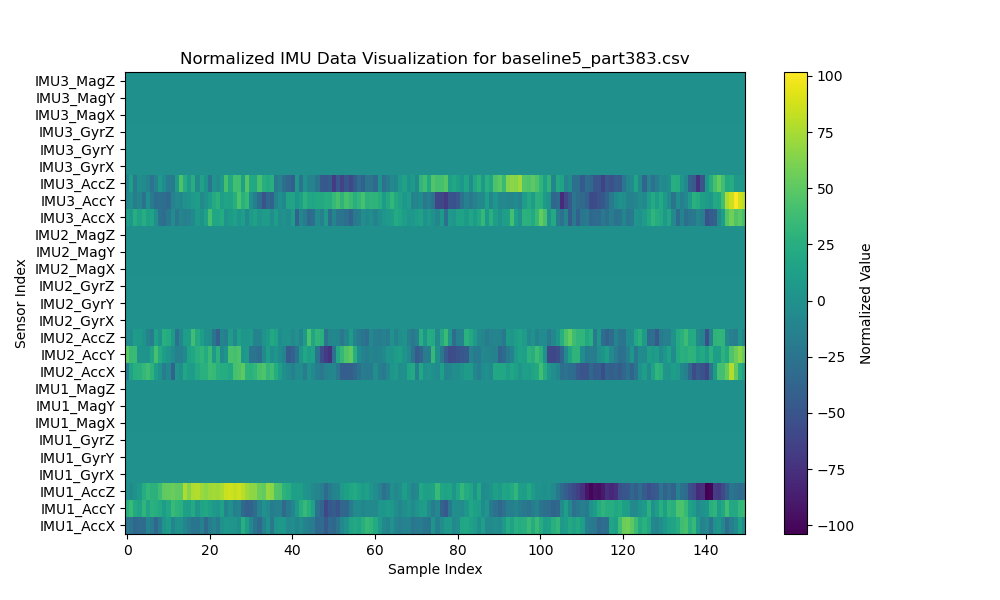 Normalized IMU Data Visualization for baseline5_part383.csv
Sensor Index
IMU3_MagZ
IMU3_MagY
IMU3_MagX
IMU3_GyrZ
IMU3_GyrY
IMU3_GyrX
IMU3_AccZ
IMU3_AccY
IMU3_AccX
IMU2_MagZ
IMU2_MagY
IMU2_MagX
IMU2_GyrZ
IMU2_GyrY
IMU2_GyrX
IMU2_AccZ
IMU2_AccY
IMU2_AccX
IMU1_MagZ
IMU1_MagY
IMU1_MagX
IMU1_GyrZ
IMU1_GyrY
IMU1_GyrX
IMU1_AccZ
IMU1_AccY
IMU1_AccX
0 20 40 60 80 100 120 140
Sample Index
100
75
50
25
0
−25
−50
−75
−100
Normalized Value